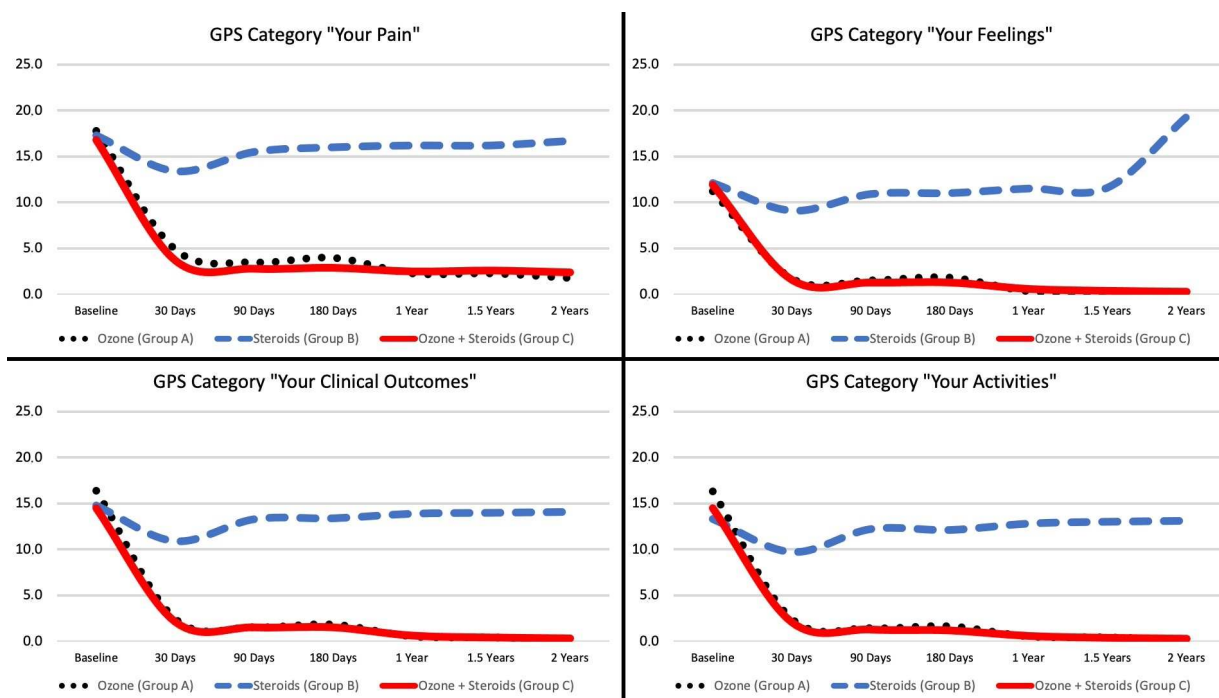 GPS Category "Your Pain"
25.0
20.0
15.0
10.0
5.0
0.0
Baseline 30 Days 90 Days 180 Days 1 Year 1.5 Years 2 Years
Ozone (Group A) Steroids (Group B) Ozone + Steroids (Group C)
GPS Category "Your Feelings"
25.0
20.0
15.0
10.0
5.0
0.0
Baseline 30 Days 90 Days 180 Days 1 Year 1.5 Years 2 Years
Ozone (Group A) Steroids (Group B) Ozone + Steroids (Group C)
GPS Category "Your Clinical Outcomes"
25.0
20.0
15.0
10.0
5.0
0.0
Baseline 30 Days 90 Days 180 Days 1 Year 1.5 Years 2 Years
Ozone (Group A) Steroids (Group B) Ozone + Steroids (Group C)
GPS Category "Your Activities"
25.0
20.0
15.0
10.0
5.0
0.0
Baseline 30 Days 90 Days 180 Days 1 Year 1.5 Years 2 Years
Ozone (Group A) Steroids (Group B) Ozone + Steroids (Group C)